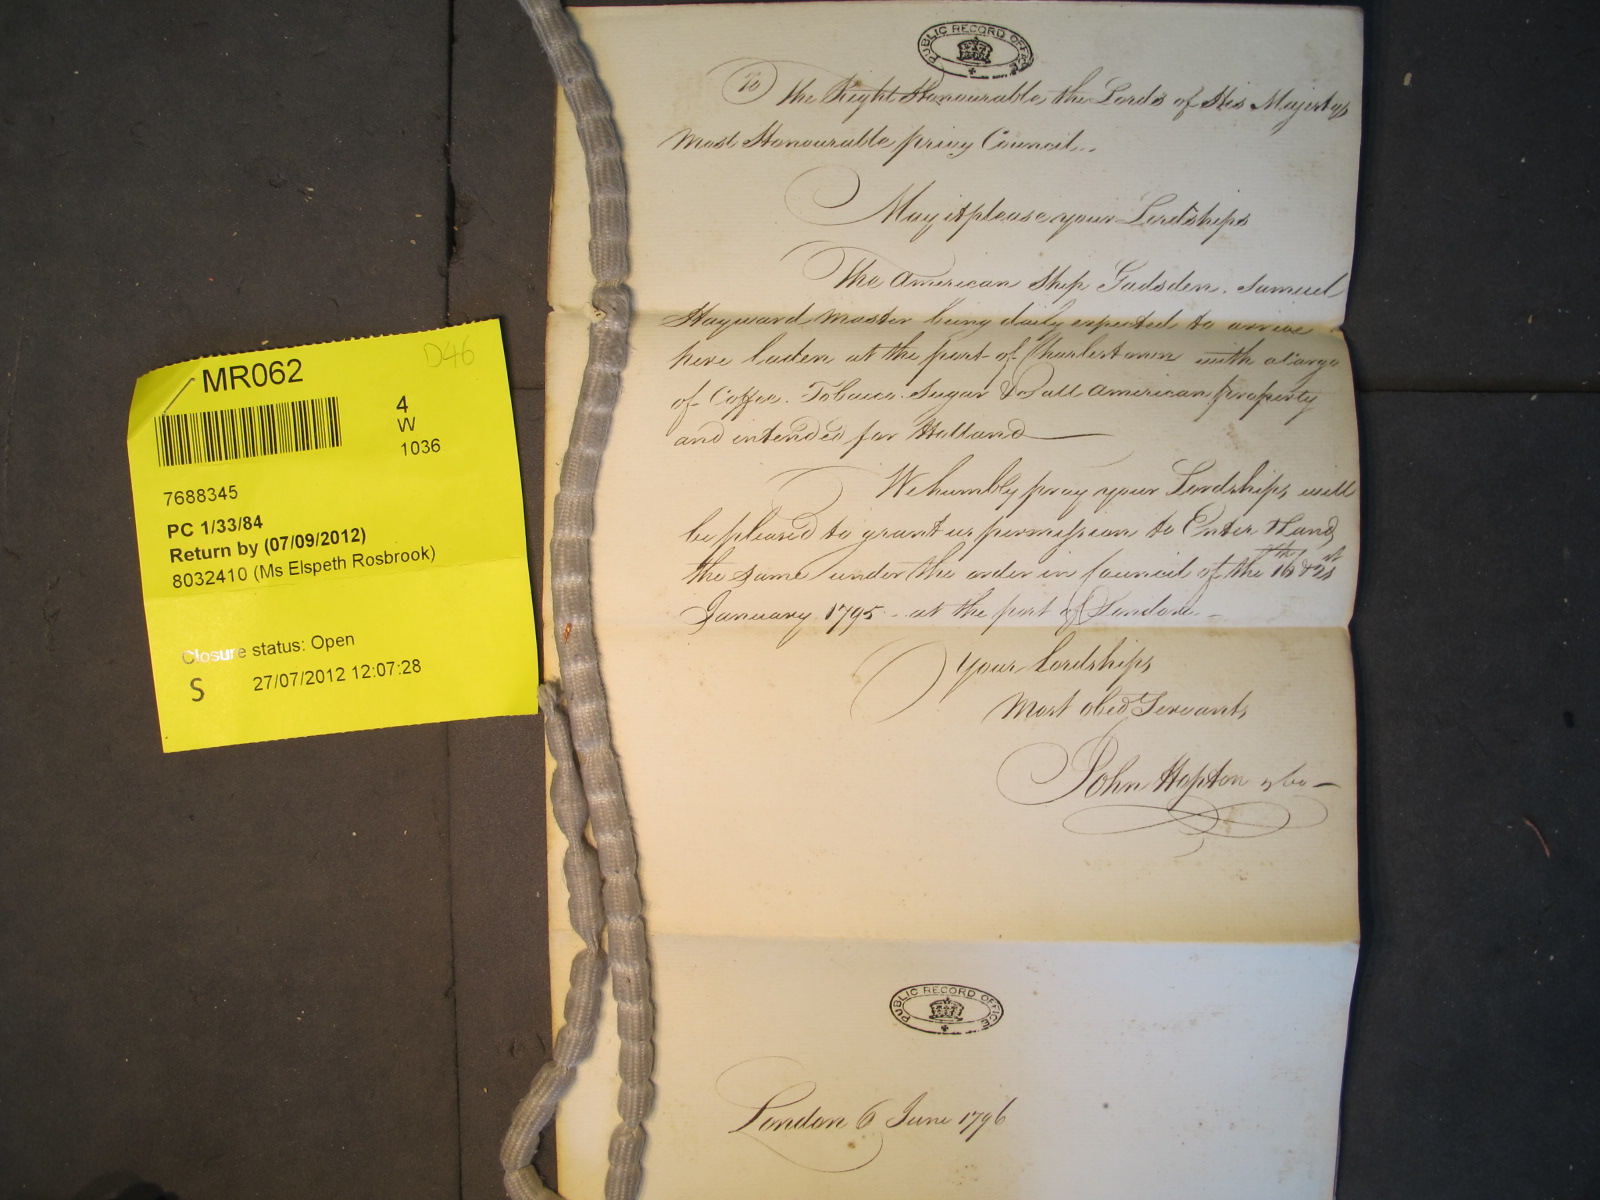 MR062
D46
4
W
1036
7688345
PC 1/33/84
Return by (07/09/2012)
8032410 (Ms Elspeth Rosbrook)
Closure status: Open
S 27/07/2012 12:07:28
PUBLIC RECORD OFFICE
To the Right Honourable the Lords of His Majestys
Most Honourable privy Council..
May it please your Lordships
The American Ship Gadsden. Samuel
Hayward Master being daily expected to arrive
here laden at the port of Charlestown with a Cargo
of Coffee. Tobacco. Sugar & all American property
and intended for Holland
We humbly pray your Lordships will
be pleased to grant us permission to Enter & Land
the same under the order in Council of the 16th & 21st
January 1795 - at the port of London -
Your Lordships
Most obed Servants
John Hopton & Co -
PUBLIC RECORD OFFICE
London 6 June 1796